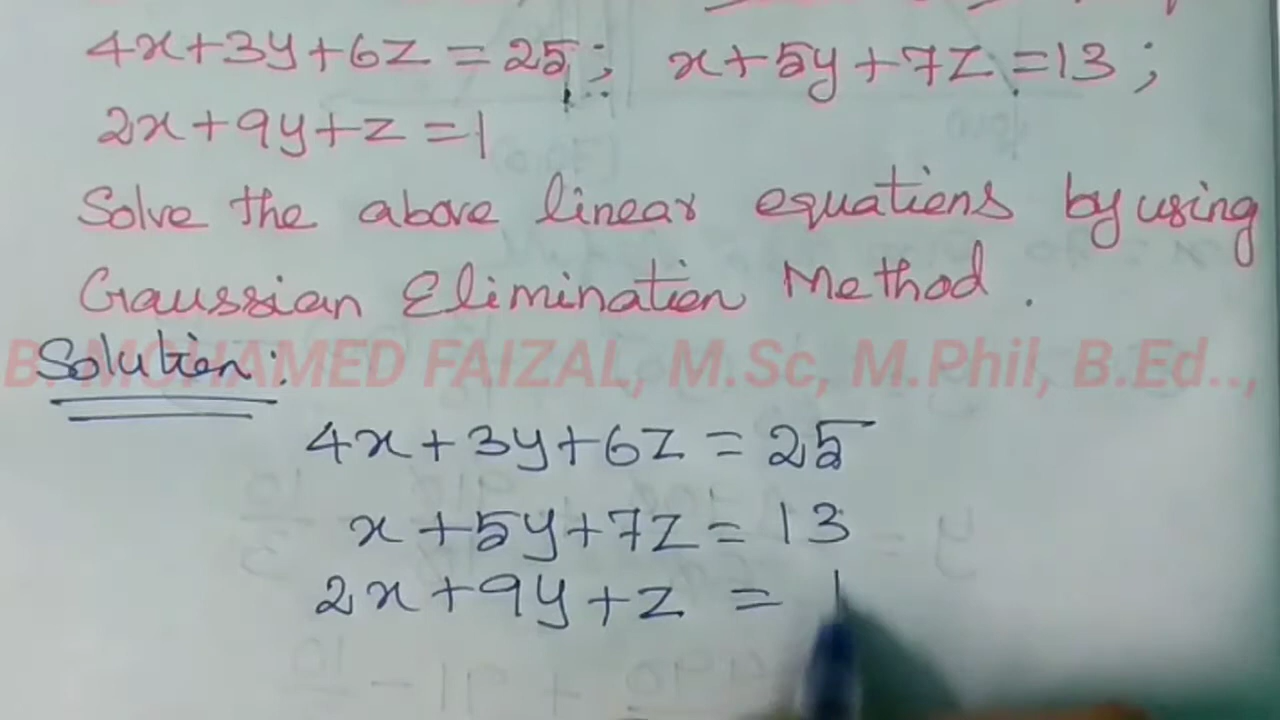 4x+3y+6z=25; x+5y+7z=13;
2x+9y+z=1
Solve the above linear equations by using
Gaussian Elimination Method.
Solution:
B. MOHAMED FAIZAL, M.Sc, M.Phil, B.Ed..,
4x+3y+6z=25
x+5y+7z=13
2x+9y+z=1